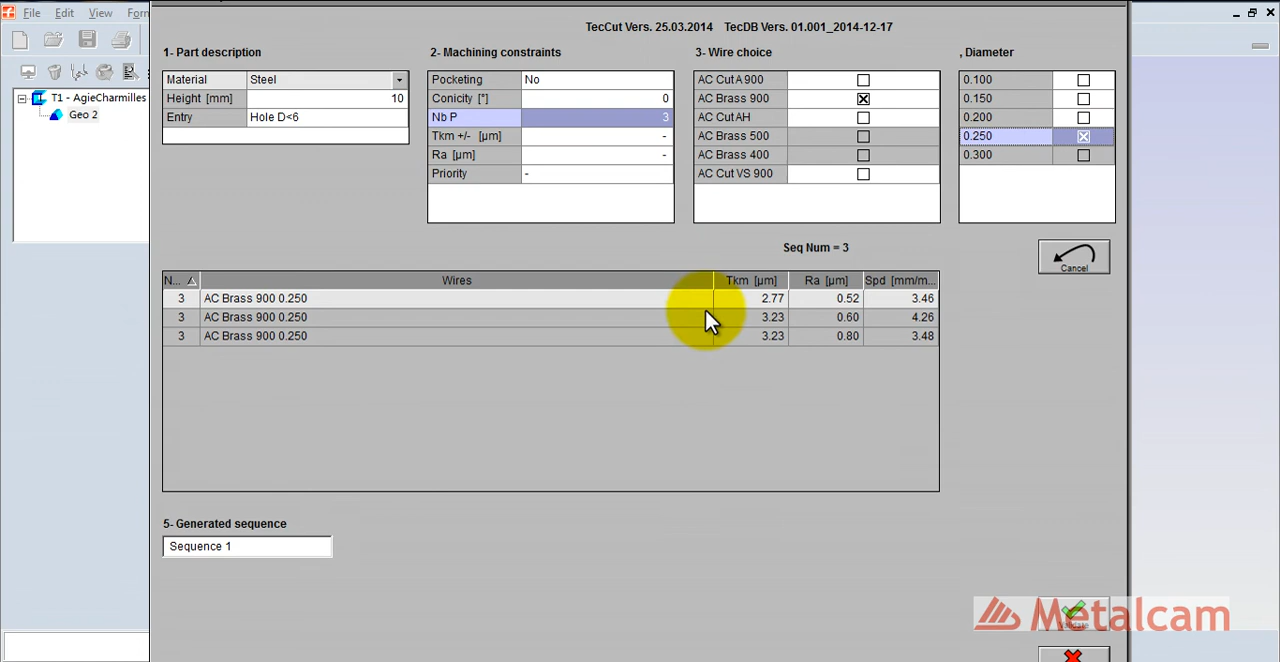 File Edit View Form
TecCut Vers. 25.03.2014 TecDB Vers. 01.001_2014-12-17
1- Part description
Material Steel
Height [mm] 10
Entry Hole D<6
2- Machining constraints
Pocketing No
Conicity [°] 0
Nb P 3
Tkm +/- [µm] -
Ra [µm] -
Priority -
3- Wire choice
AC Cut A 900
AC Brass 900
AC Cut AH
AC Brass 500
AC Brass 400
AC Cut VS 900
, Diameter
0.100
0.150
0.200
0.250
0.300
T1 - AgieCharmilles
Geo 2
Seq Num = 3
Cancel
N... Wires Tkm [µm] Ra [µm] Spd [mm/m...
3 AC Brass 900 0.250 2.77 0.52 3.46
3 AC Brass 900 0.250 3.23 0.60 4.26
3 AC Brass 900 0.250 3.23 0.80 3.48
5- Generated sequence
Sequence 1
Metalcam